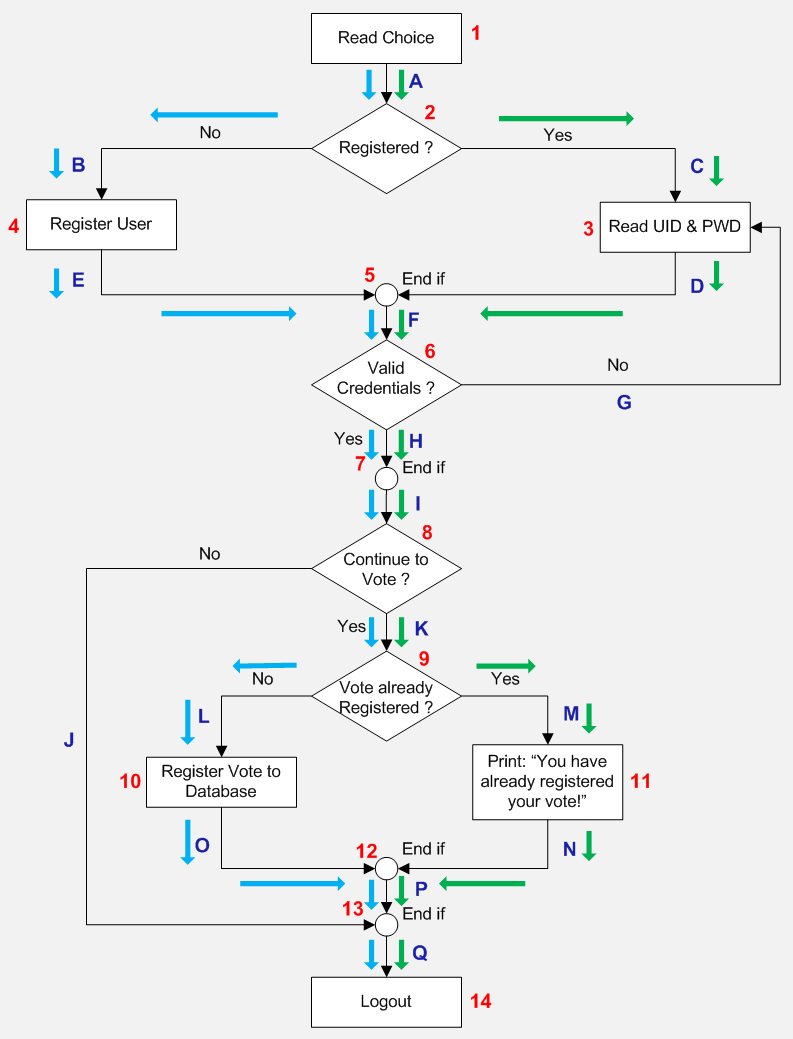 Read Choice
1
A
2
No
Yes
Registered ?
B
C
4
Register User
3
Read UID & PWD
E
5
End if
D
F
6
Valid
Credentials ?
No
G
Yes
H
7
End if
I
8
No
Continue to
Vote ?
Yes
K
9
No
Yes
Vote already
Registered ?
L
M
J
10
Register Vote to
Database
Print: “You have
already registered
your vote!”
11
O
12
End if
N
P
13
End if
Q
Logout
14